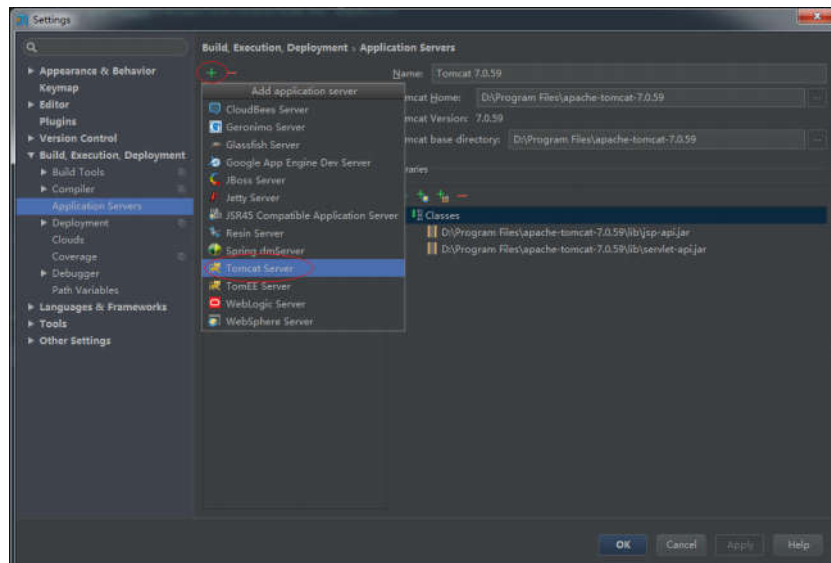 Settings
Build, Execution, Deployment › Application Servers
Appearance & Behavior
Keymap
Editor
Plugins
Version Control
Build, Execution, Deployment
Build Tools
Compiler
Application Servers
Deployment
Clouds
Coverage
Debugger
Path Variables
Languages & Frameworks
Tools
Other Settings
Add application server
CloudBees Server
Geronimo Server
Glassfish Server
Google App Engine Dev Server
JBoss Server
Jetty Server
JSR45 Compatible Application Server
Resin Server
Spring dmServer
Tomcat Server
TomEE Server
WebLogic Server
WebSphere Server
Name: Tomcat 7.0.59
mcat Home: D:\Program Files\apache-tomcat-7.0.59
mcat Version: 7.0.59
mcat base directory: D:\Program Files\apache-tomcat-7.0.59
raries
Classes
D:\Program Files\apache-tomcat-7.0.59\lib\jsp-api.jar
D:\Program Files\apache-tomcat-7.0.59\lib\servlet-api.jar
OK Cancel Apply Help